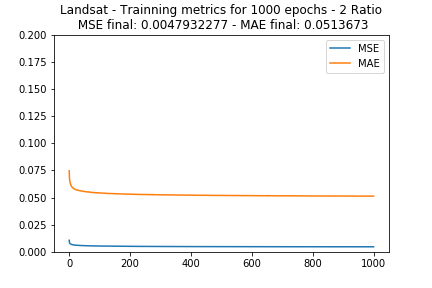 Landsat - Trainning metrics for 1000 epochs - 2 Ratio
MSE final: 0.0047932277 - MAE final: 0.0513673
0.200
0.175
0.150
0.125
0.100
0.075
0.050
0.025
0.000
MSE
MAE
0 200 400 600 800 1000